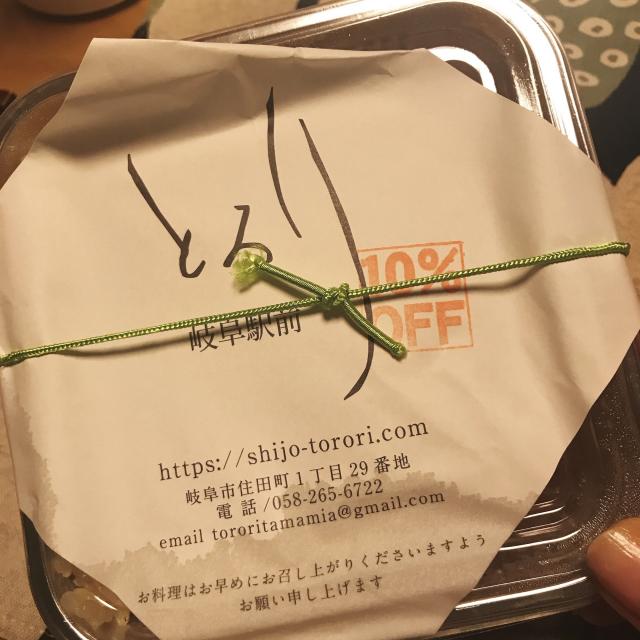 とろり
岐阜駅前
10%
OFF
https://shijo-torori.com
岐阜市住田町1丁目29番地
電話/058-265-6722
email tororitamamia@gmail.com
お料理はお早めにお召し上がりくださいますよう
お願い申し上げます